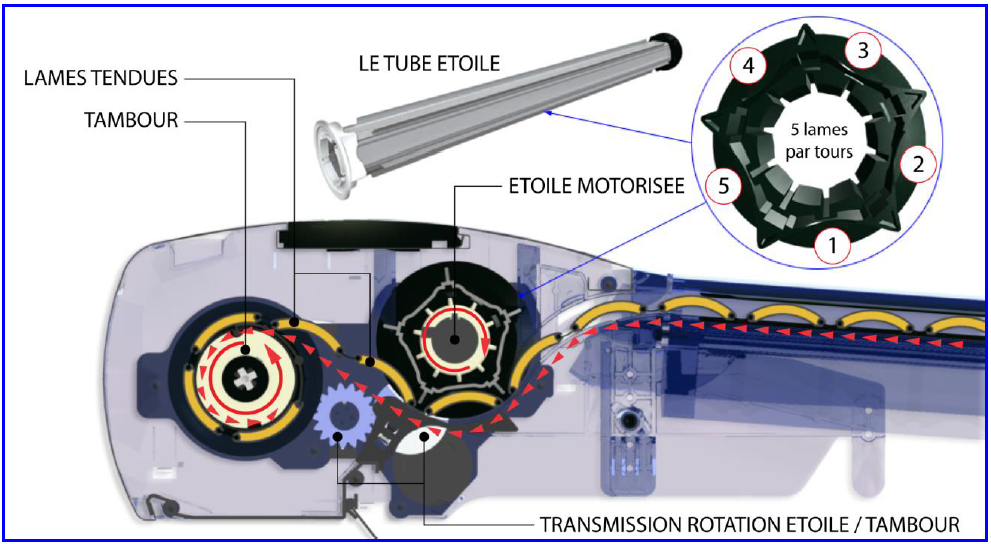 LE TUBE ETOILE
LAMES TENDUES
TAMBOUR
ETOILE MOTORISEE
4
3
5 lames
par tours
2
5
1
TRANSMISSION ROTATION ETOILE / TAMBOUR